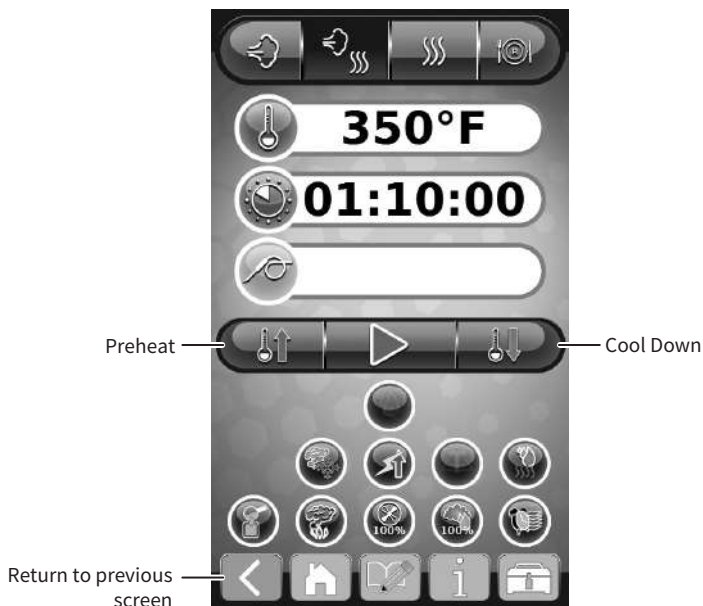 350°F
01:10:00
Preheat
Cool Down
100%
100%
Return to previous
screen